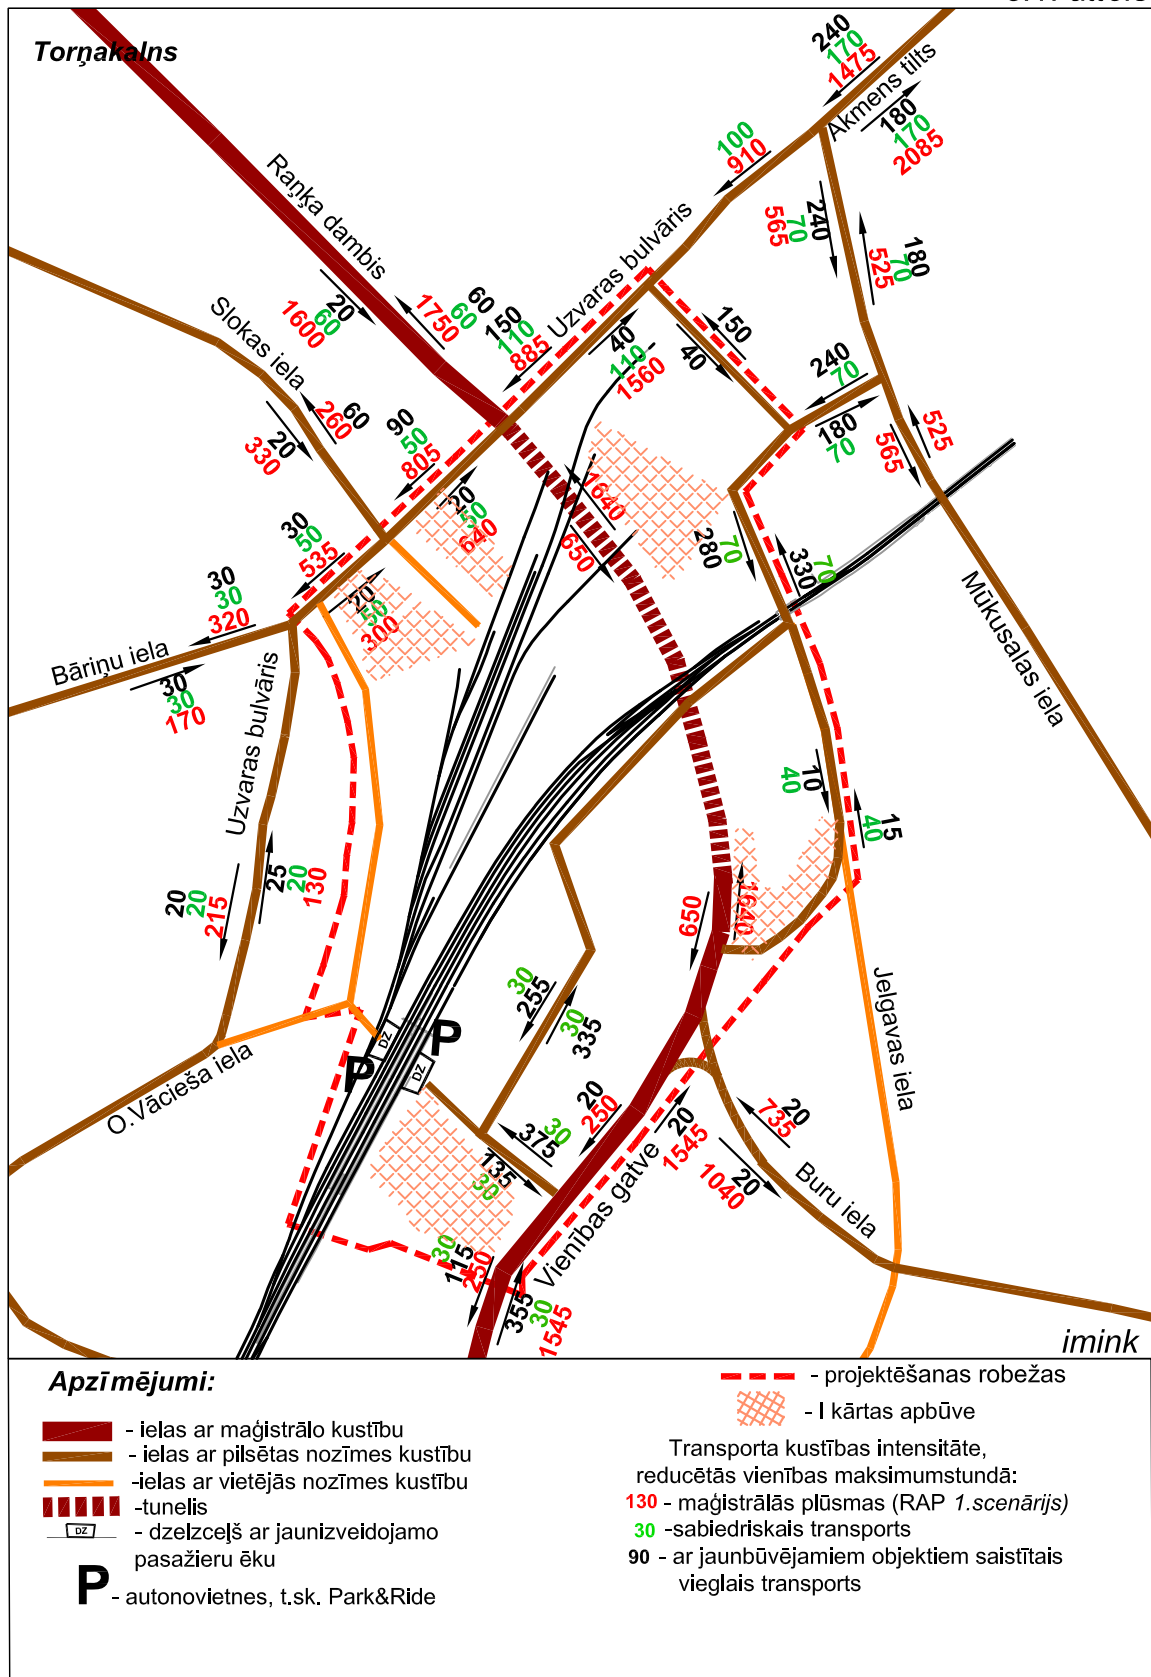 Torņakalns
240
170
1475
Akmens tilts
180
170
2085
100
910
Raņķa dambis
Uzvaras bulvāris
240
70
565
180
70
525
20
60
1600
1750
60
60
150
110
885
40
110
1560
150
40
240
70
180
70
Slokas iela
260
60
20
330
90
50
805
20
50
640
1640
650
525
565
280
70
330
70
30
50
535
20
50
300
30
30
320
Bāriņu iela
30
30
170
Uzvaras bulvāris
Mūkusalas iela
10
40
15
40
20
20
215
25
20
130
650
1640
Jelgavas iela
30
255
30
335
O.Vācieša iela
P
P
DZ
DZ
20
250
20
1545
Vienības gatve
375
30
135
30
20
735
20
1040
Buru iela
30
115
250
355
30
1545
imink
Apzīmējumi:
- ielas ar maģistrālo kustību
- ielas ar pilsētas nozīmes kustību
-ielas ar vietējās nozīmes kustību
-tunelis
DZ - dzelzceļš ar jaunizveidojamo
pasažieru ēku
P - autonovietnes, t.sk. Park&Ride
- projektēšanas robežas
- I kārtas apbūve
Transporta kustības intensitāte,
reducētās vienības maksimumstundā:
130 - maģistrālās plūsmas (RAP 1.scenārijs)
30 -sabiedriskais transports
90 - ar jaunbūvējamiem objektiem saistītais
vieglais transports